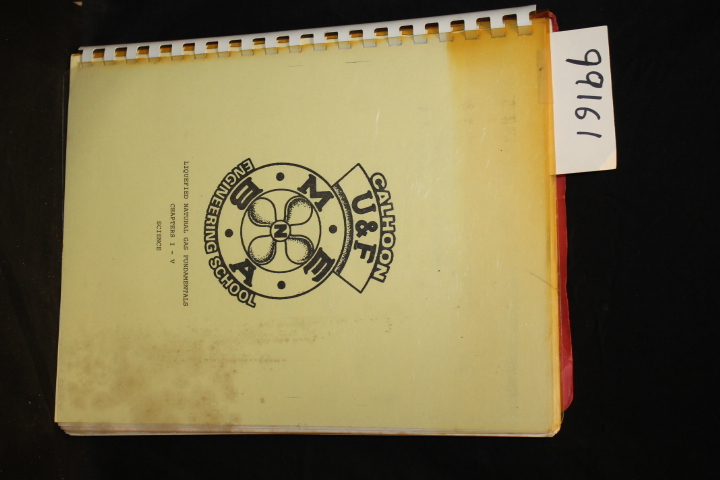 CALHOON
U&F
M E B A
N
ENGINEERING SCHOOL
LIQUEFIED NATURAL GAS FUNDAMENTALS
CHAPTERS I - V
SCIENCE
99161